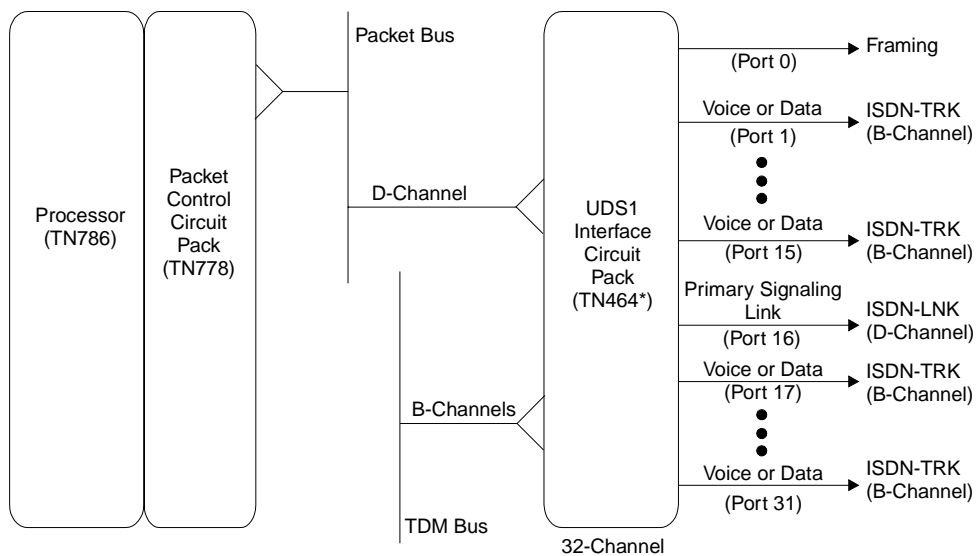 Processor
(TN786)
Packet
Control
Circuit
Pack
(TN778)
Packet Bus
D-Channel
B-Channels
TDM Bus
UDS1
Interface
Circuit
Pack
(TN464*)
32-Channel
(Port 0)
Framing
Voice or Data
(Port 1)
ISDN-TRK
(B-Channel)
Voice or Data
(Port 15)
ISDN-TRK
(B-Channel)
Primary Signaling
Link
(Port 16)
ISDN-LNK
(D-Channel)
Voice or Data
(Port 17)
ISDN-TRK
(B-Channel)
Voice or Data
(Port 31)
ISDN-TRK
(B-Channel)